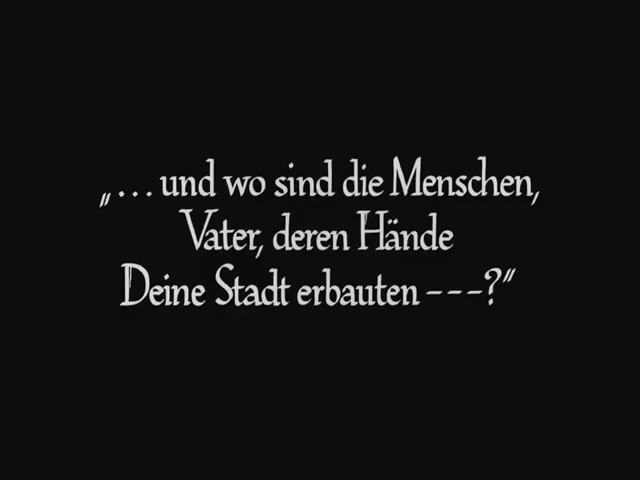 „... und wo sind die Menschen,
Vater, deren Hände
Deine Stadt erbauten ---?"